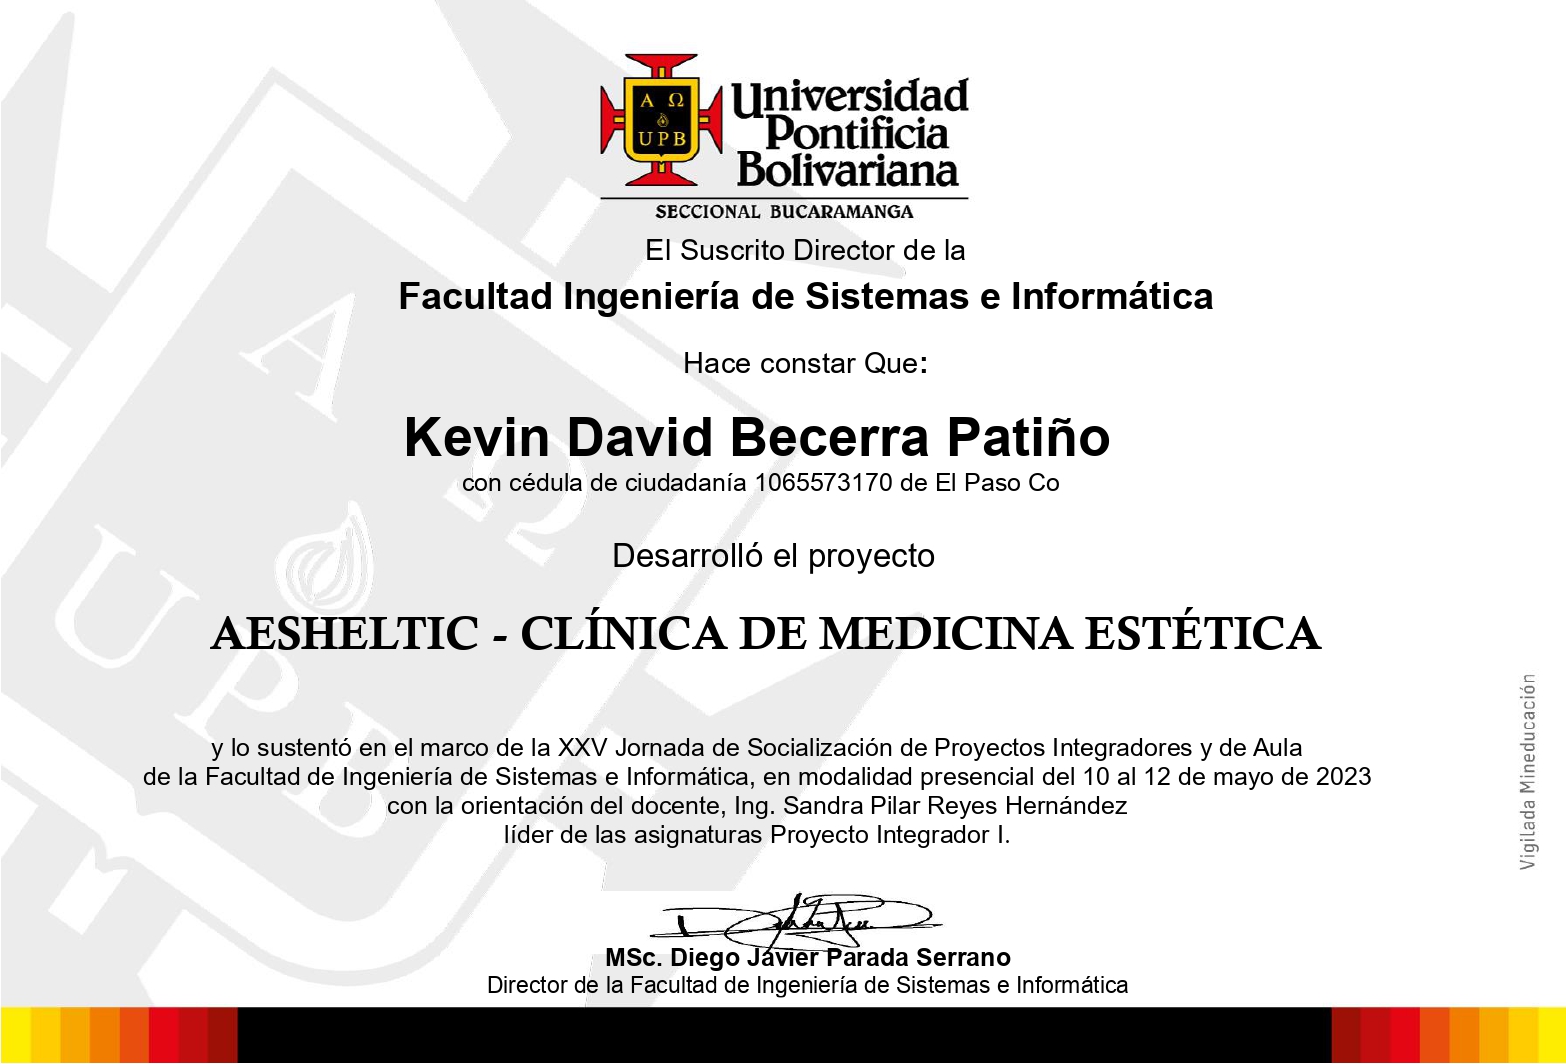 Α Ω
UPB
Universidad
Pontificia
Bolivariana
SECCIONAL BUCARAMANGA
El Suscrito Director de la
Facultad Ingeniería de Sistemas e Informática
Hace constar Que:
Kevin David Becerra Patiño
con cédula de ciudadanía 1065573170 de El Paso Co
Desarrolló el proyecto
AESHELTIC - CLÍNICA DE MEDICINA ESTÉTICA
y lo sustentó en el marco de la XXV Jornada de Socialización de Proyectos Integradores y de Aula
de la Facultad de Ingeniería de Sistemas e Informática, en modalidad presencial del 10 al 12 de mayo de 2023
con la orientación del docente, Ing. Sandra Pilar Reyes Hernández
líder de las asignaturas Proyecto Integrador I.
MSc. Diego Javier Parada Serrano
Director de la Facultad de Ingeniería de Sistemas e Informática
Vigilada Mineducación
Α Ω
UPB